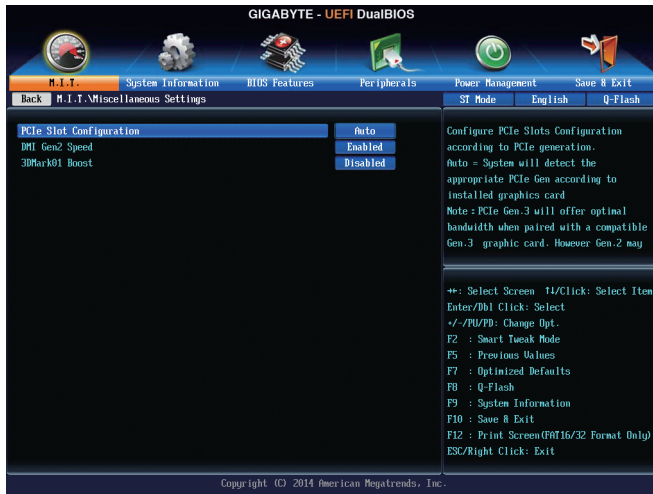 GIGABYTE - UEFI DualBIOS
M.I.T. System Information BIOS Features Peripherals Power Management Save & Exit
Back M.I.T.\Miscellaneous Settings ST Mode English Q-Flash
PCIe Slot Configuration Auto
DMI Gen2 Speed Enabled
3DMark01 Boost Disabled
Configure PCIe Slots Configuration
according to PCIe generation.
Auto = System will detect the
appropriate PCIe Gen according to
installed graphics card
Note : PCIe Gen.3 will offer optimal
bandwidth when paired with a compatible
Gen.3 graphic card. However Gen.2 may
→←: Select Screen ↑↓/Click: Select Item
Enter/Dbl Click: Select
+/-/PU/PD: Change Opt.
F2 : Smart Tweak Mode
F5 : Previous Values
F7 : Optimized Defaults
F8 : Q-Flash
F9 : System Information
F10 : Save & Exit
F12 : Print Screen(FAT16/32 Format Only)
ESC/Right Click: Exit
Copyright (C) 2014 American Megatrends, Inc.